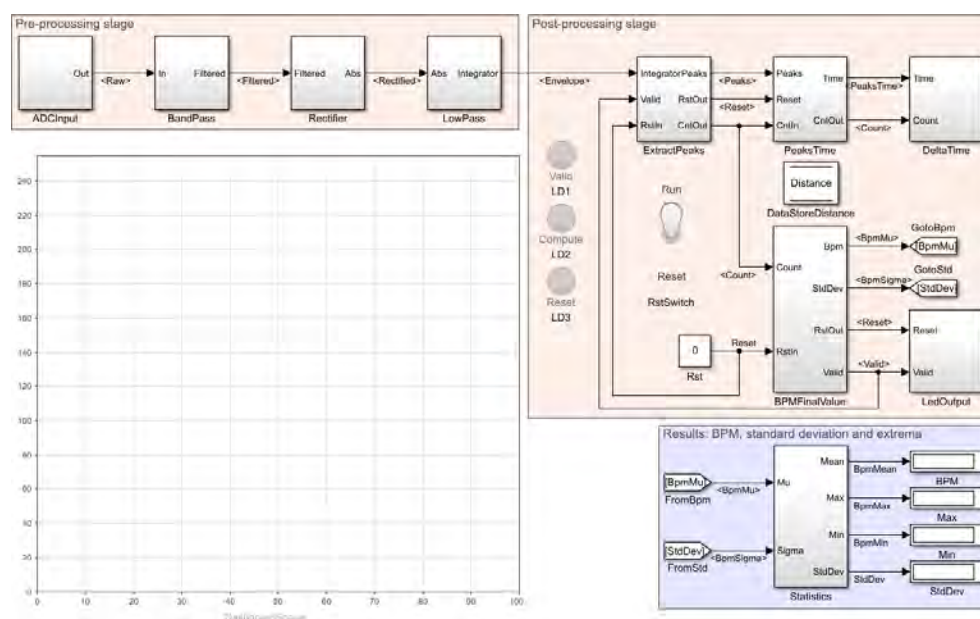 Pre-processing stage
Out
<Raw>
In
Filtered
<Filtered>
Filtered
Abs
<Rectified>
Abs
Integrator
ADCInput
BandPass
Rectifier
LowPass
Post-processing stage
<Envelope>
Integrator
Peaks
<Peaks>
Peaks
Time
<PeaksTime>
Time
Valid
RstOut
<Reset>
Reset
RstIn
CntOut
CntIn
CntOut
<Count>
Count
ExtractPeaks
PeaksTime
DeltaTime
Valid
LD1
Compute
LD2
Reset
LD3
Run
Reset
RstSwitch
Distance
DataStoreDistance
<Count>
Count
Bpm
<BpmMu>
GotoBpm
[BpmMu]
StdDev
<BpmSigma>
GotoStd
[StdDev]
RstOut
<Reset>
Reset
0
Rst
Reset
RstIn
Valid
<Valid>
Valid
BPMFinalValue
LedOutput
240
220
200
180
160
140
120
100
80
60
40
20
0
0 10 20 30 40 50 60 70 80 90 100
Results: BPM, standard deviation and extrema
[BpmMu]
FromBpm
<BpmMu>
Mu
[StdDev]
FromStd
<BpmSigma>
Sigma
Mean
BpmMean
BPM
Max
BpmMax
Max
Min
BpmMin
Min
StdDev
StdDev
StdDev
Statistics